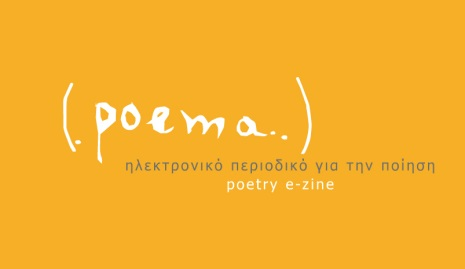 (.poema..)
ηλεκτρονικό περιοδικό για την ποίηση
poetry e-zine